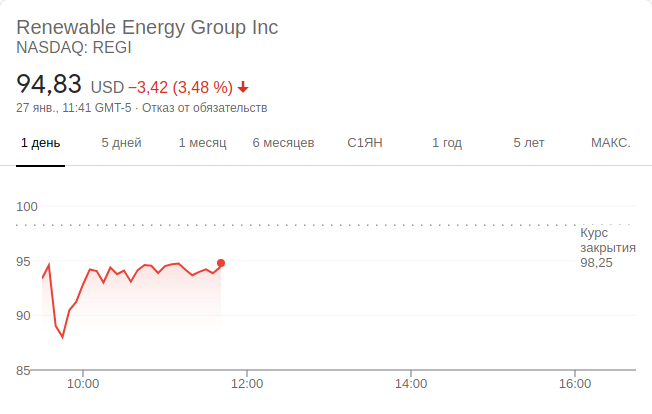 Renewable Energy Group Inc
NASDAQ: REGI
94,83 USD −3,42 (3,48 %)
27 янв., 11:41 GMT-5 · Отказ от обязательств
1 день 5 дней 1 месяц 6 месяцев С1ЯН 1 год 5 лет МАКС.
100
Курс
закрытия
98,25
95
90
85
10:00 12:00 14:00 16:00